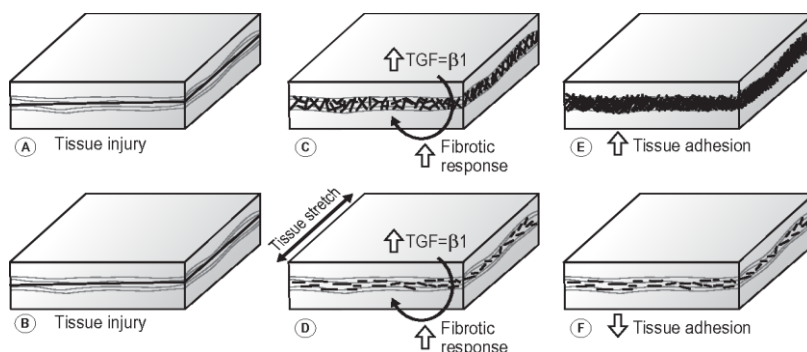 TGF=β1
A Tissue injury
C
Fibrotic
response
E Tissue adhesion
Tissue stretch
TGF=β1
B Tissue injury
D
Fibrotic
response
F Tissue adhesion